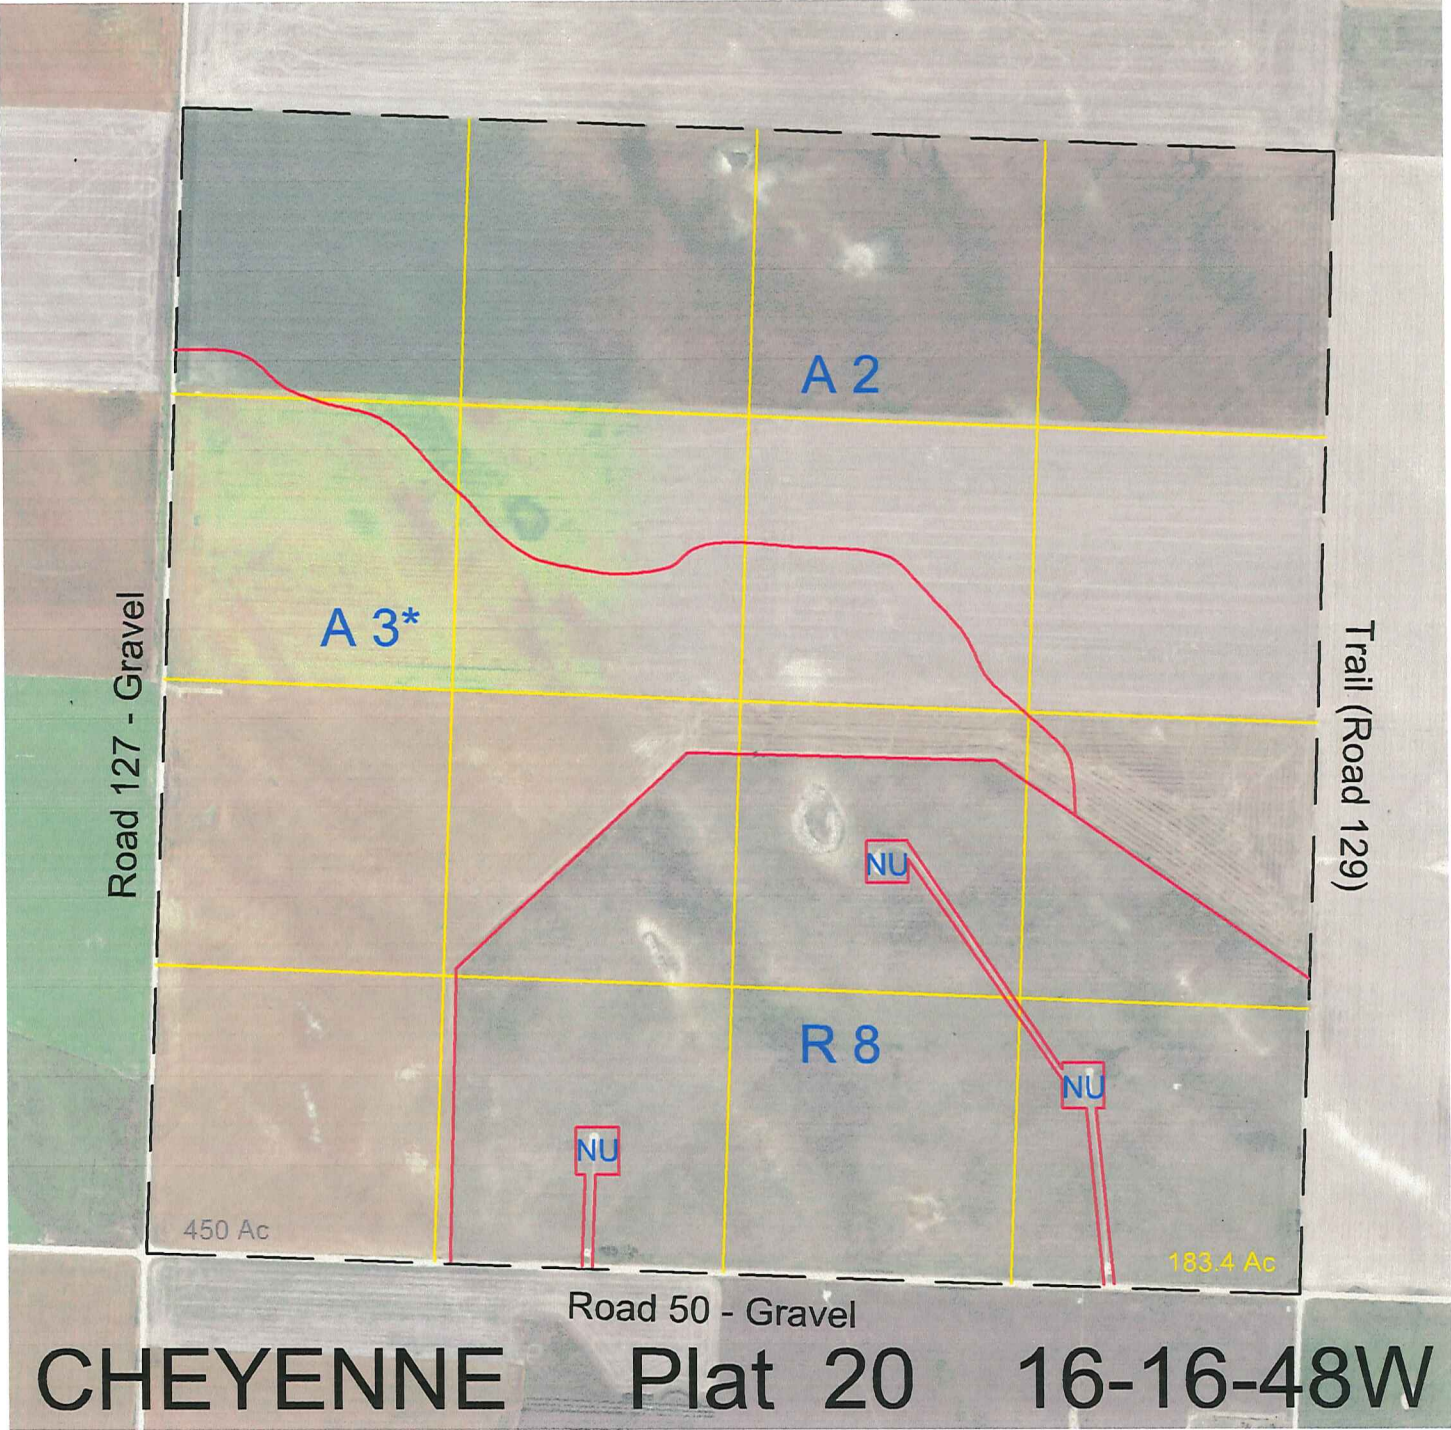 A 2
A 3*
Road 127 - Gravel
Trail (Road 129)
NU
R 8
NU
NU
450 Ac
183.4 Ac
Road 50 - Gravel
CHEYENNE Plat 20 16-16-48W